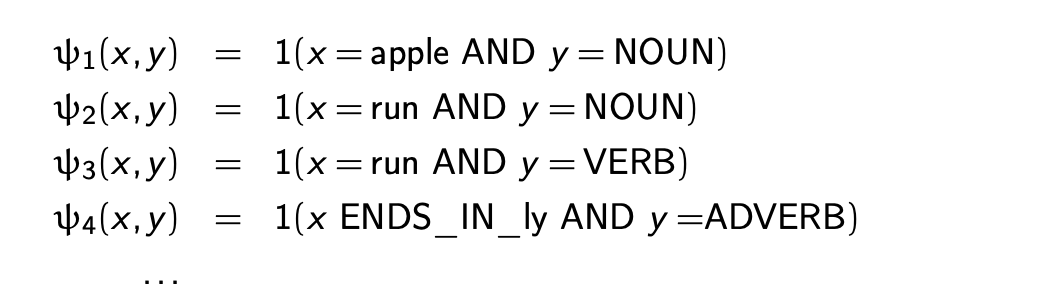 ψ₁(x, y) = 1(x = apple AND y = NOUN)
ψ₂(x, y) = 1(x = run AND y = NOUN)
ψ₃(x, y) = 1(x = run AND y = VERB)
ψ₄(x, y) = 1(x ENDS_IN_ly AND y =ADVERB)
...